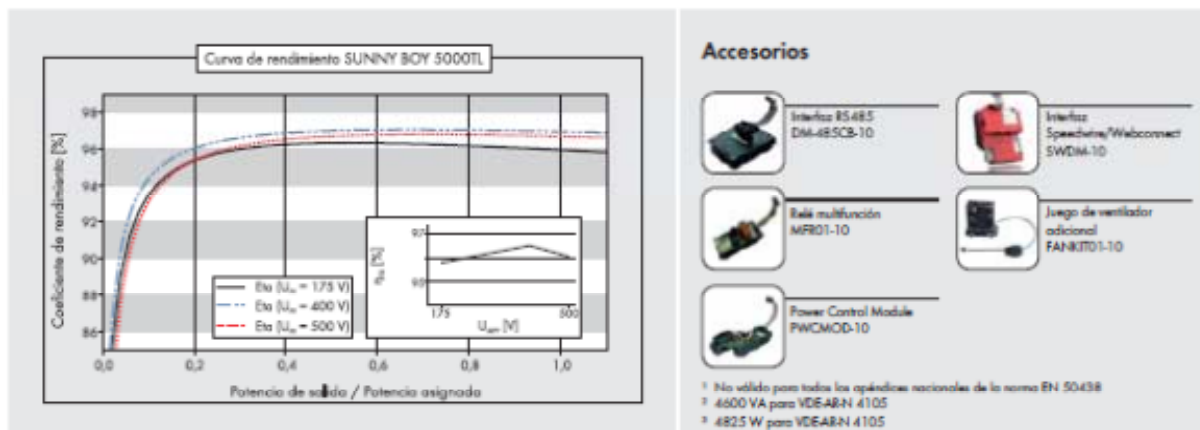 Curva de rendimiento SUNNY BOY 5000TL
Coeficiente de rendimiento [%]
98
96
94
92
90
88
86
Eta (U = 175 V)
Eta (U = 400 V)
Eta (U = 500 V)
97
95
[%]
175
500
[V]
0,0
0,2
0,4
0,6
0,8
1,0
Potencia de salida / Potencia asignada
Accesorios
Interfaz RS485
DM-485CB-10
Interfaz
Speedwire/Webconnect
SWDM-10
Relé multifunción
MFR01-10
Juego de ventilador
adicional
FANKIT01-10
Power Control Module
PWCMOD-10
¹ No válido para todos los apéndices nacionales de la norma EN 50438
² 4600 VA para VDE-AR-N 4105
³ 4825 W para VDE-AR-N 4105